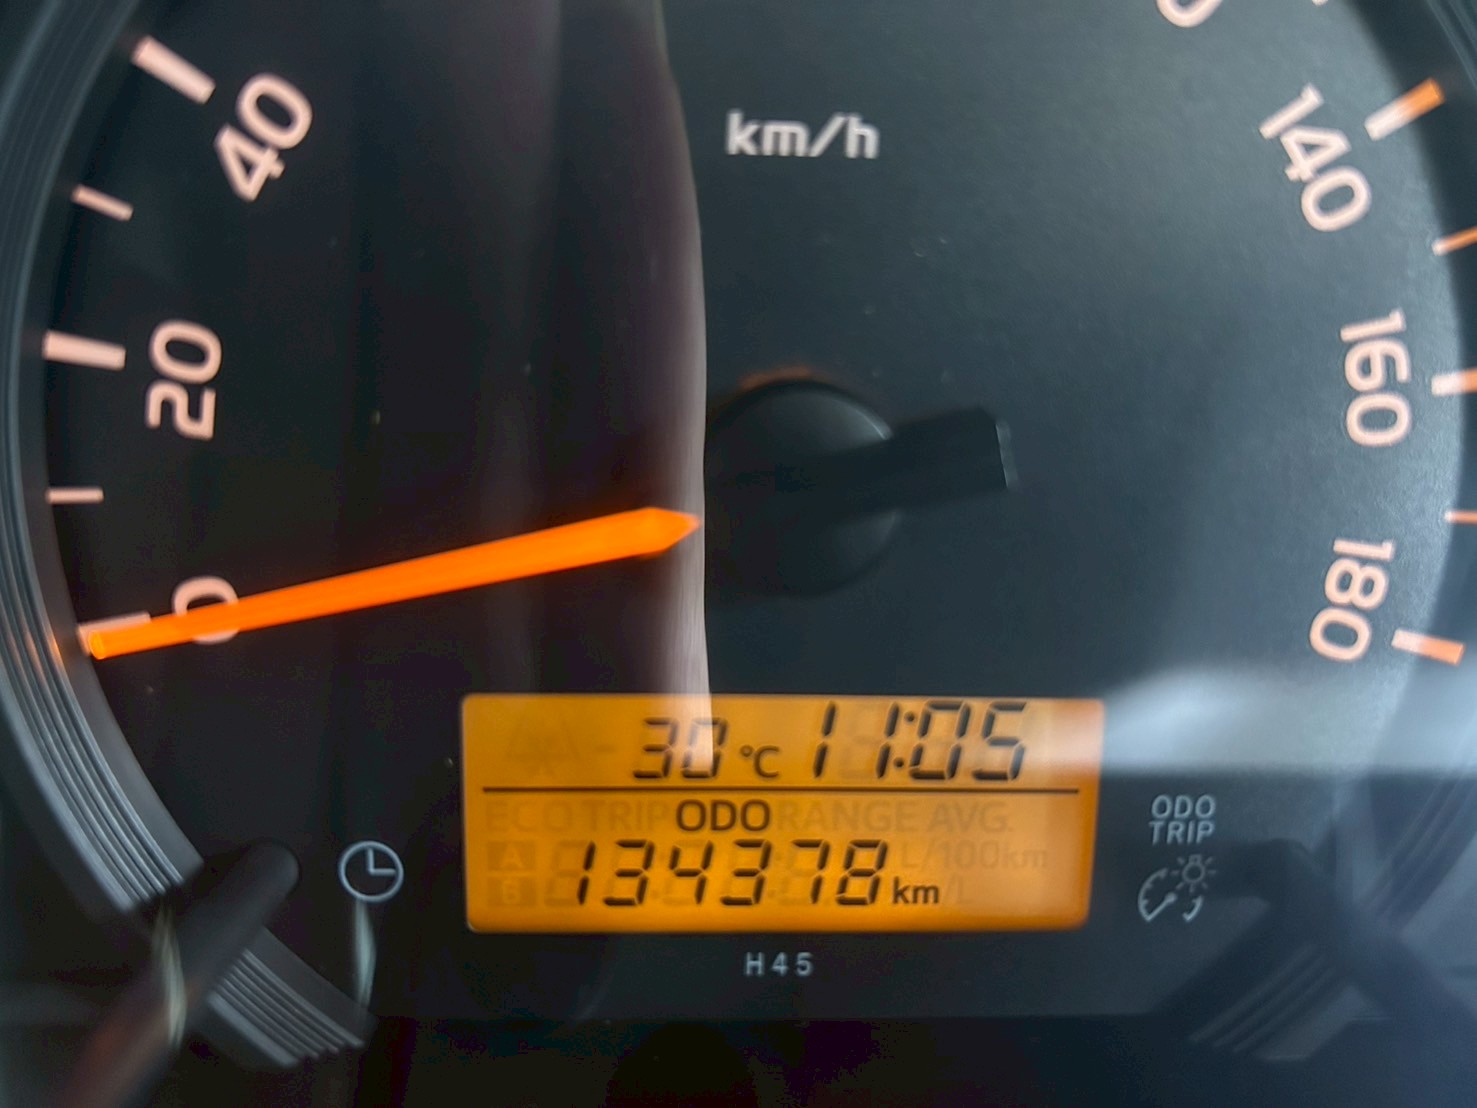 km/h
40
20
0
140
160
180
30 °C 11:05
ECO TRIP ODO RANGE AVG.
A
134378 km
L/100km
B
H45
ODO
TRIP